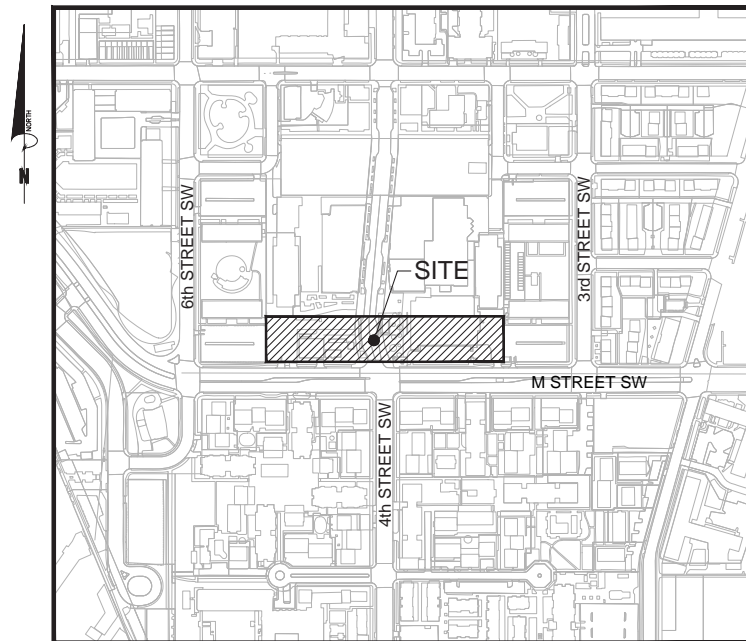 NORTH
N
6th STREET SW
3rd STREET SW
SITE
M STREET SW
4th STREET SW